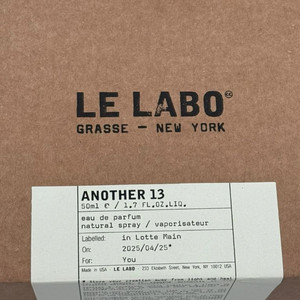 LE LABO
GRASSE – NEW YORK
ANOTHER 13
50ml ℮ / 1.7 FL.OZ.LIQ.
eau de parfum
natural spray / vaporisateur
Labelled: in Lotte Main
On: 2025/04/25*
For: You
Made in USA - LE LABO - 233 Elizabeth Street, New York, NY 10012 USA